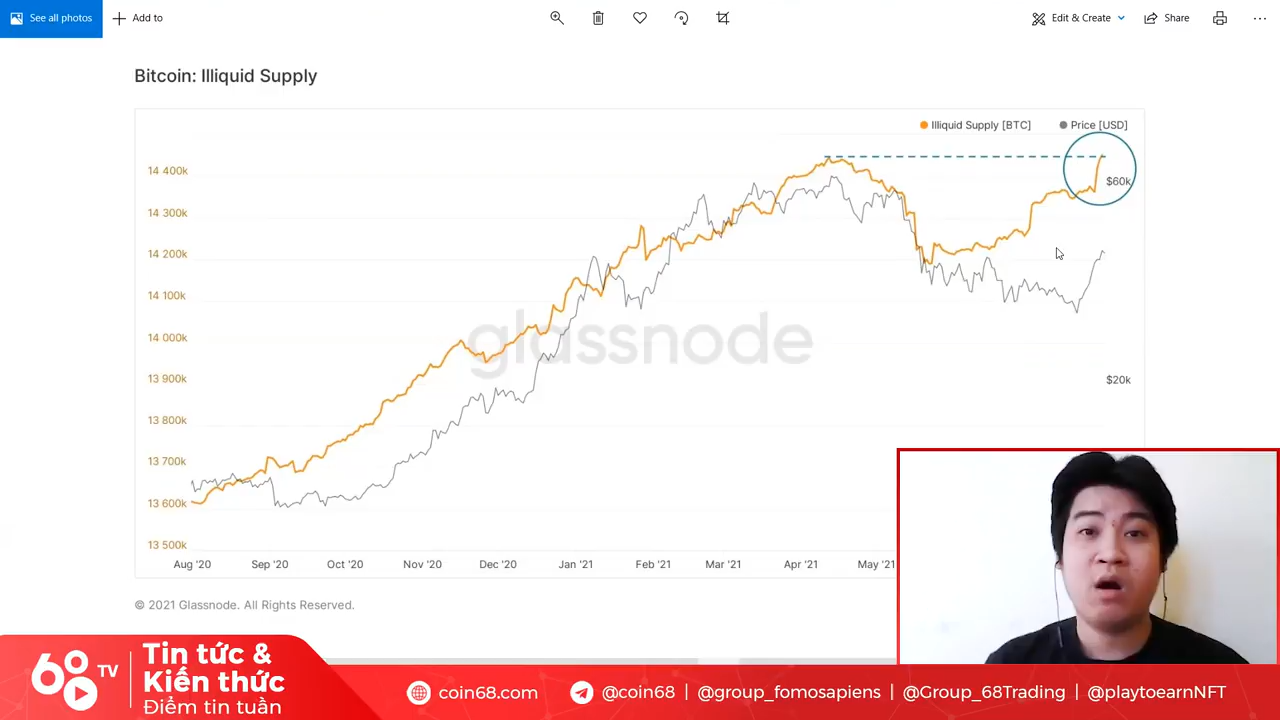 See all photos
Add to
Edit & Create
Share
Bitcoin: Illiquid Supply
Illiquid Supply [BTC]
Price [USD]
14 400k
14 300k
14 200k
14 100k
14 000k
13 900k
13 800k
13 700k
13 600k
13 500k
$60k
$20k
glassnode
Aug '20
Sep '20
Oct '20
Nov '20
Dec '20
Jan '21
Feb '21
Mar '21
Apr '21
May '21
© 2021 Glassnode. All Rights Reserved.
68 TV
Tin tức &
Kiến thức
Điểm tin tuần
coin68.com
@coin68 | @group_fomosapiens | @Group_68Trading | @playtoearnNFT